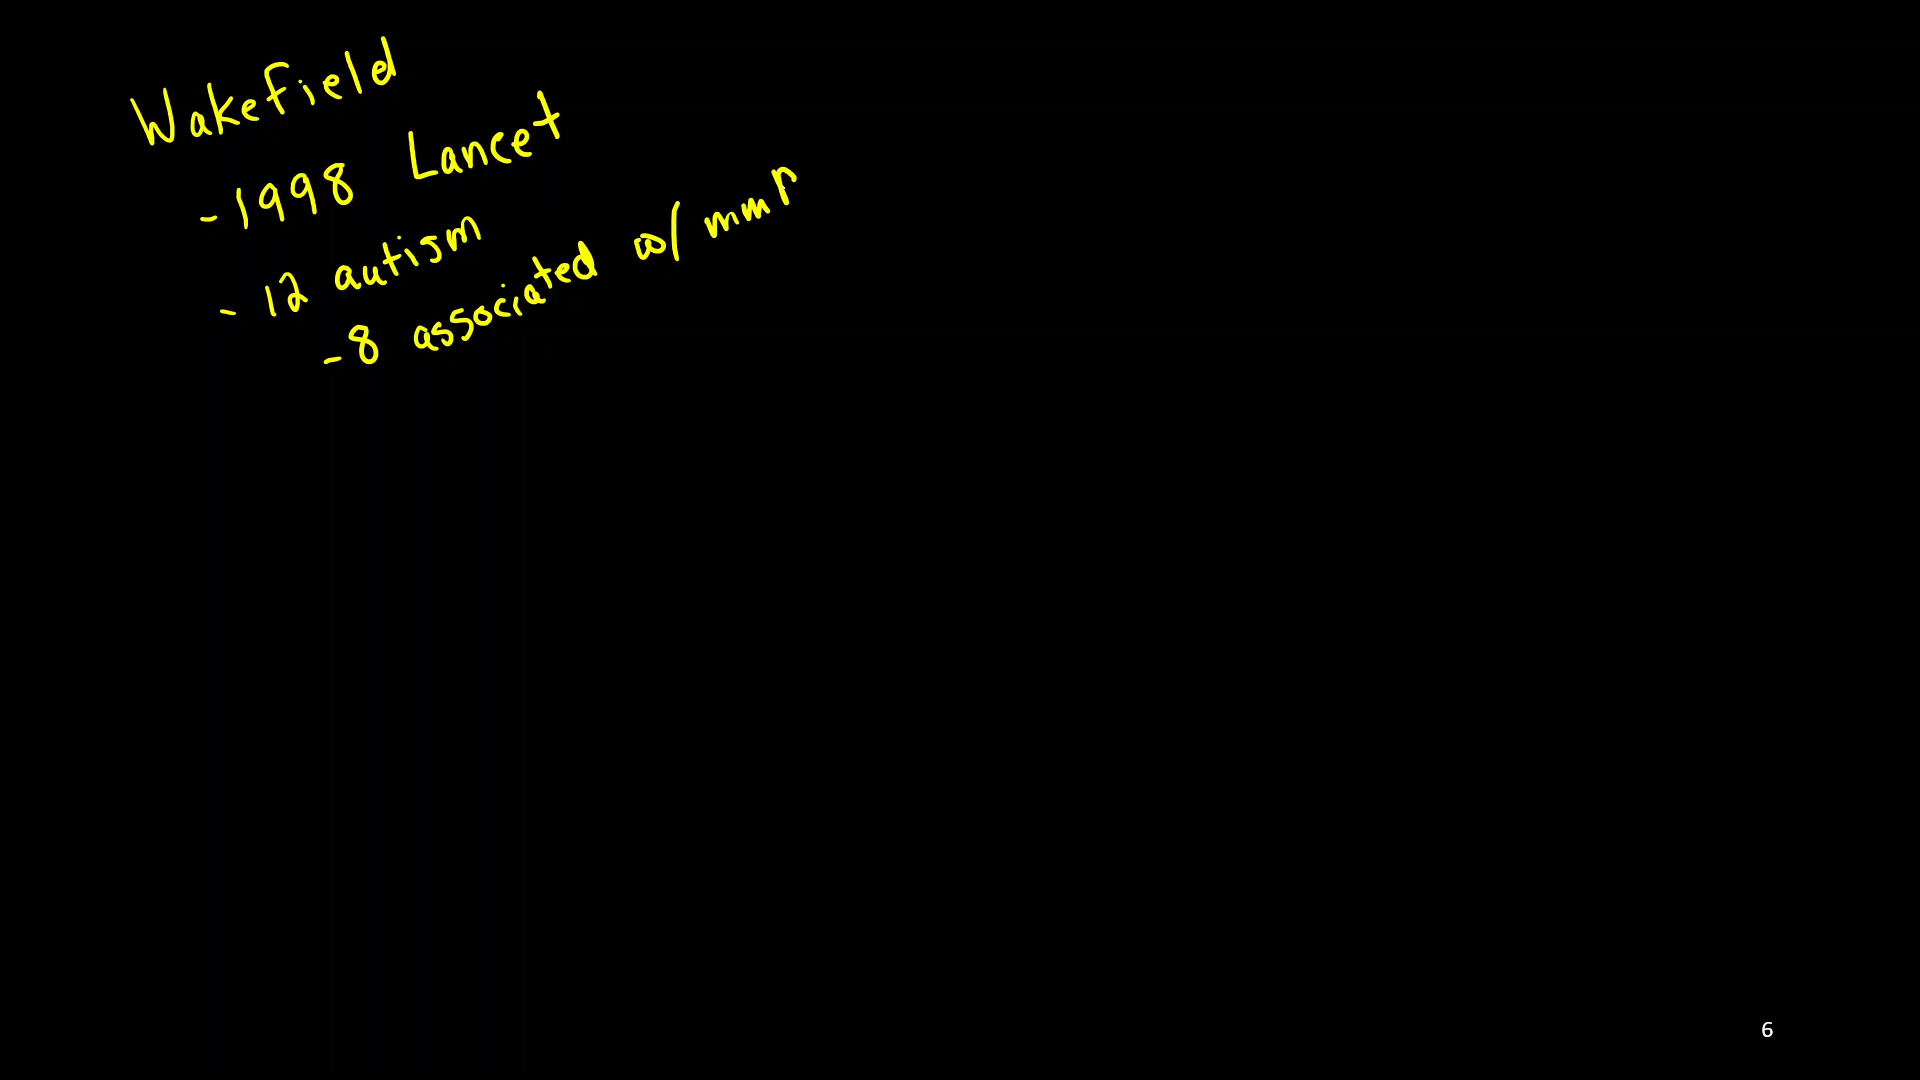 Wakefield
- 1998 Lancet
- 12 autism
- 8 associated w/ mmr
6